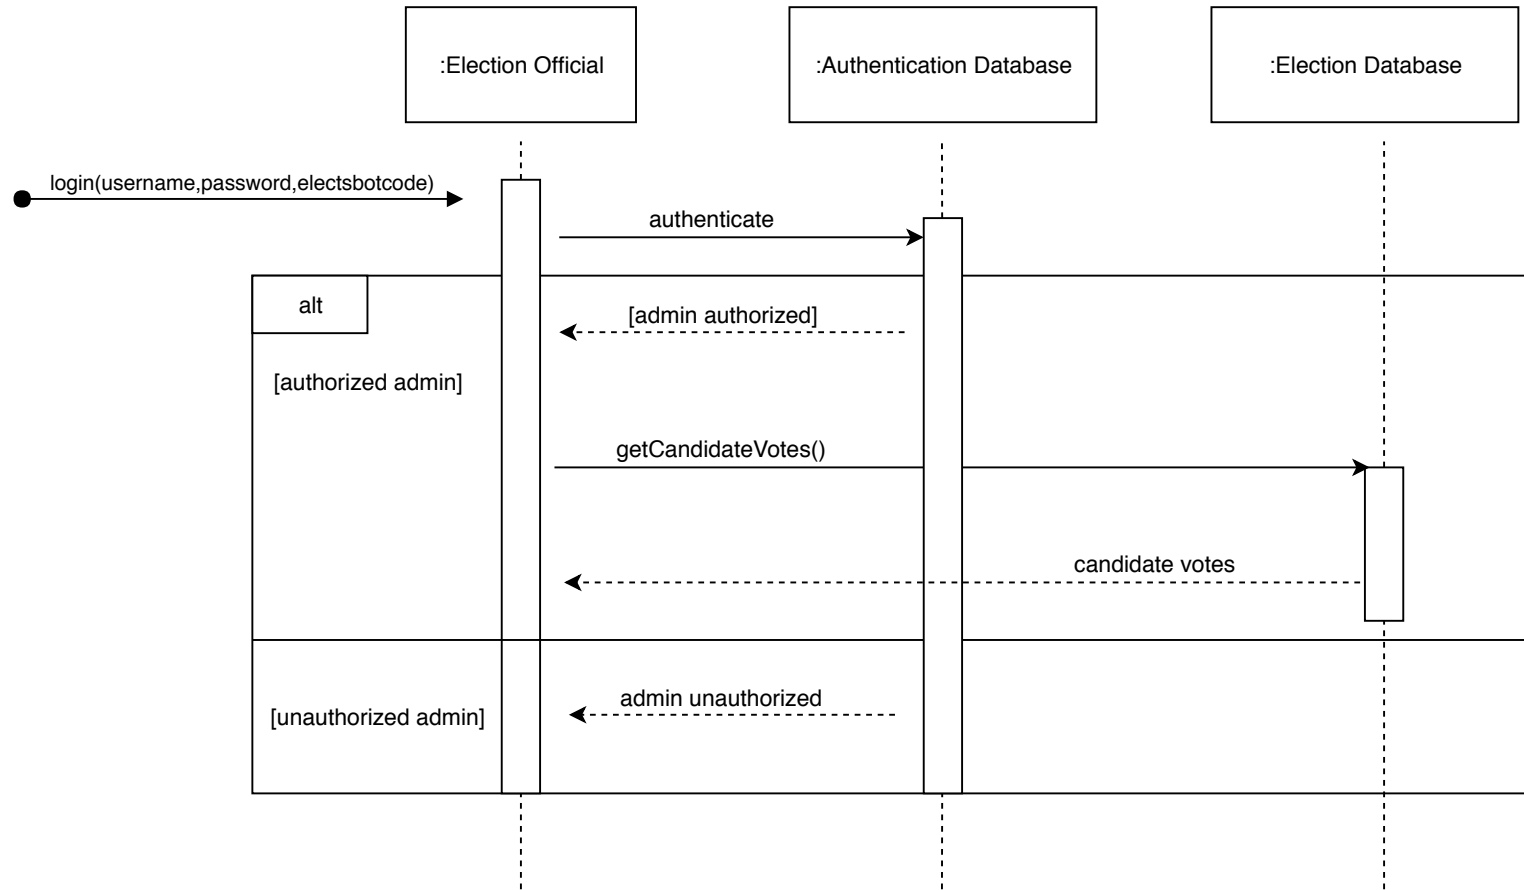 :Election Official
:Authentication Database
:Election Database
login(username,password,electsbotcode)
authenticate
alt
[admin authorized]
[authorized admin]
getCandidateVotes()
candidate votes
admin unauthorized
[unauthorized admin]